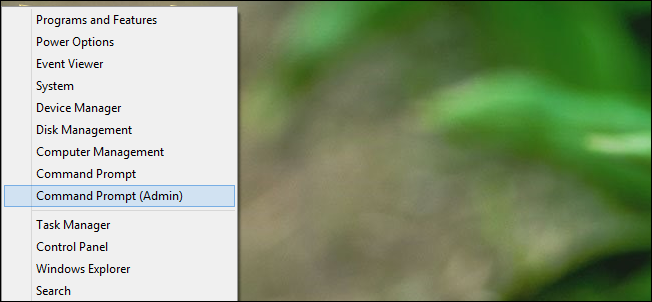 Programs and Features
Power Options
Event Viewer
System
Device Manager
Disk Management
Computer Management
Command Prompt
Command Prompt (Admin)
Task Manager
Control Panel
Windows Explorer
Search